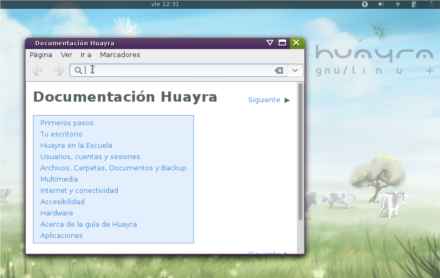 vie 12:31
Documentación Huayra
Página Ver Ir a Marcadores
huayra
gnu/linux
Documentación Huayra
Siguiente ▶
Primeros pasos
Tu escritorio
Huayra en la Escuela
Usuarios, cuentas y sesiones
Archivos, Carpetas, Documentos y Backup
Multimedia
Internet y conectividad
Accesibilidad
Hardware
Acerca de la guía de Huayra
Aplicaciones